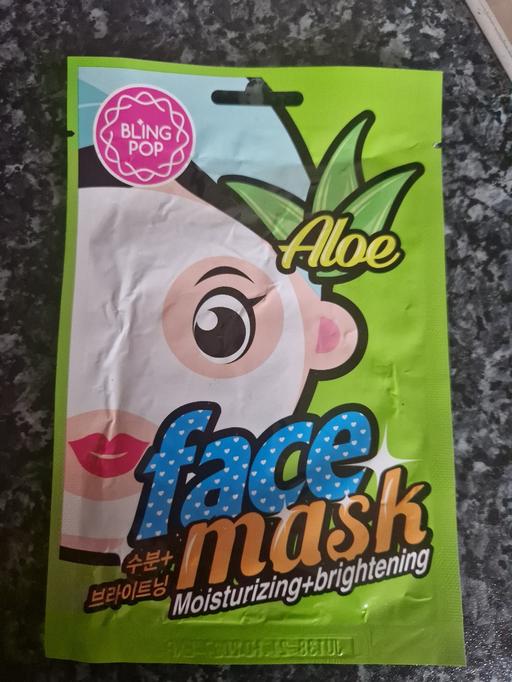 BLING
POP
Aloe
face
mask
수분+
브라이트닝
Moisturizing+brightening